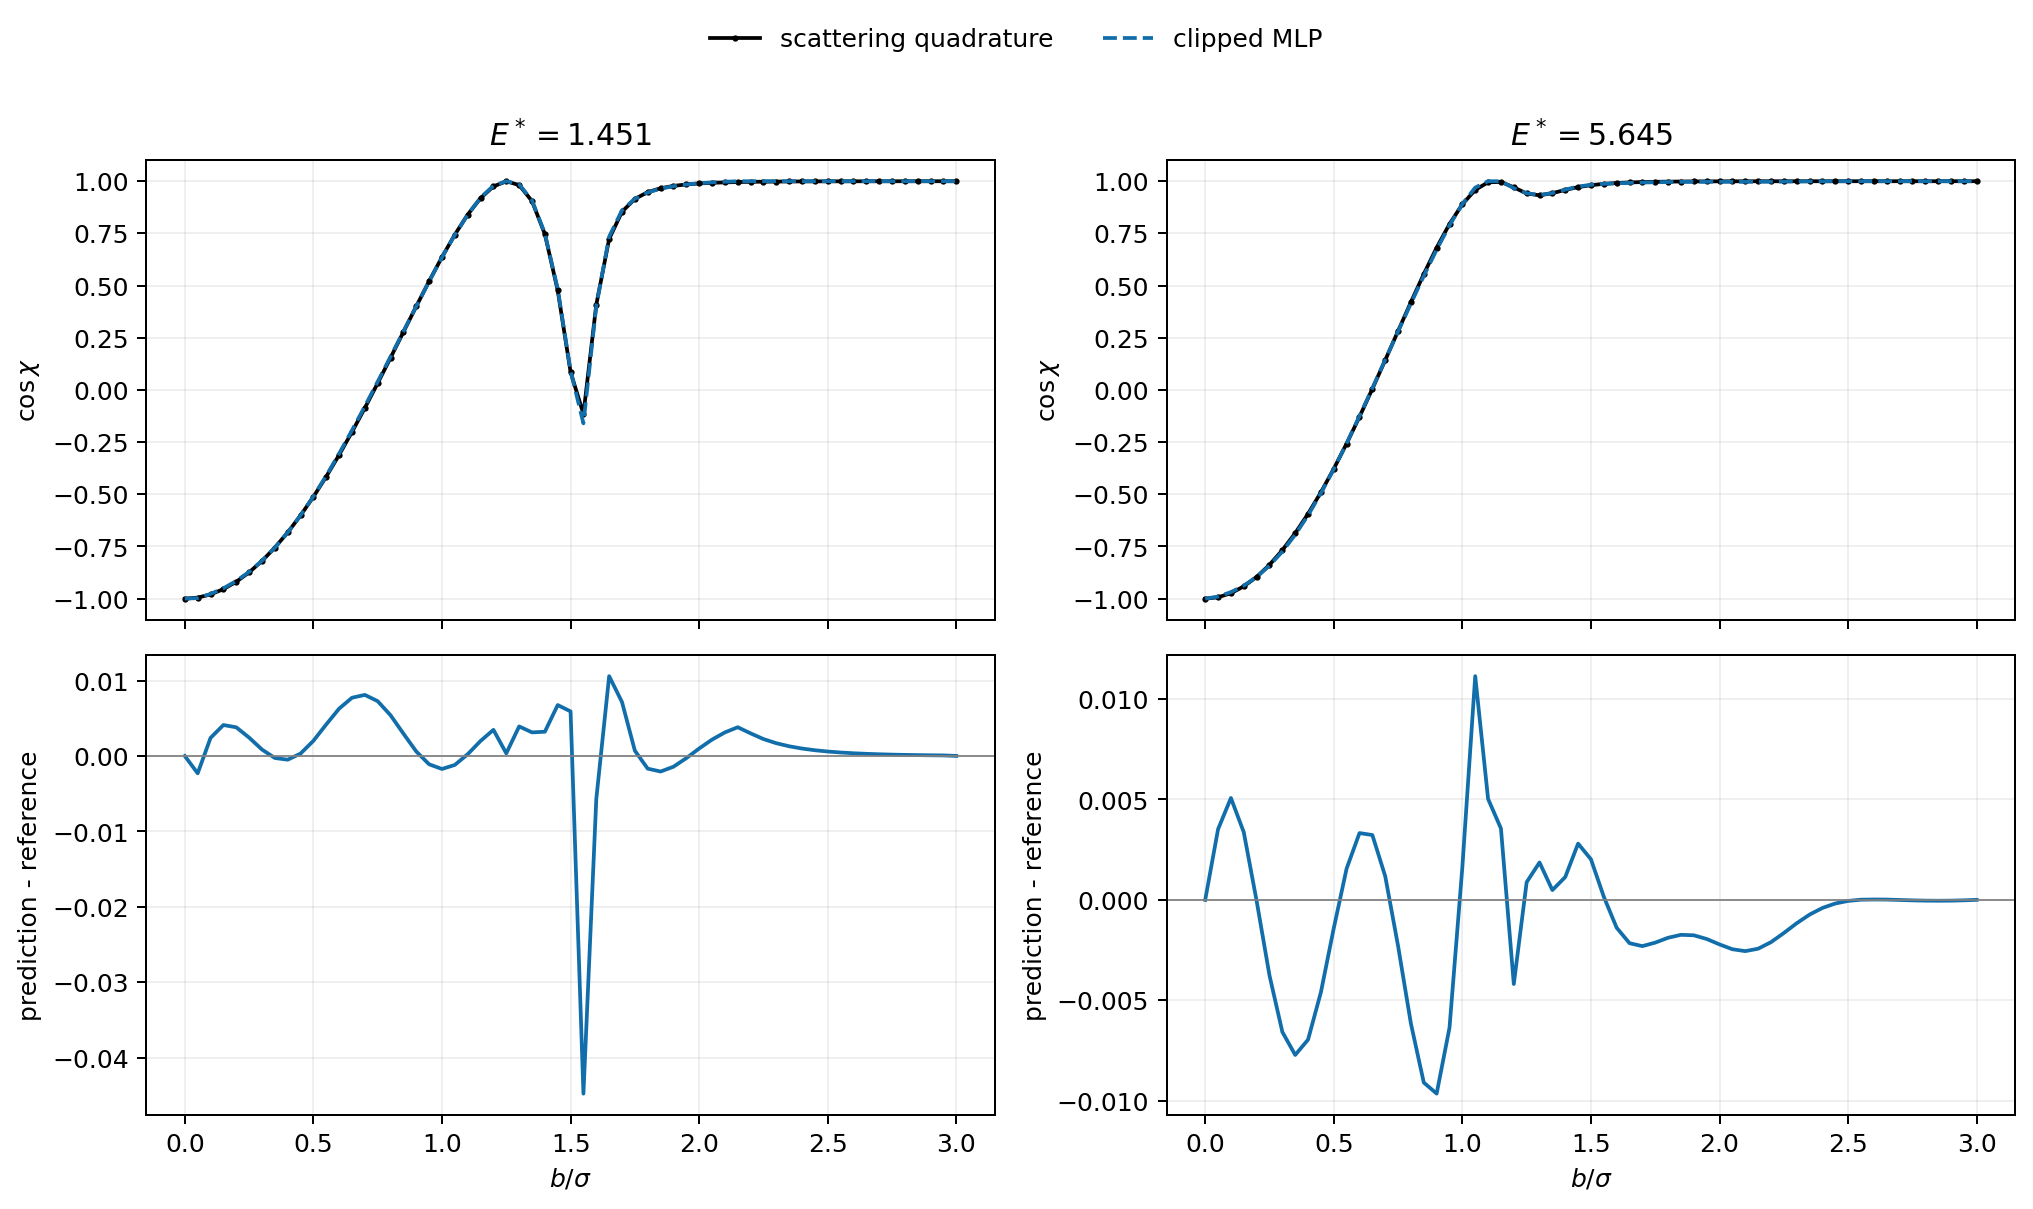 scattering quadrature clipped MLP
E* = 1.451
1.00
0.75
0.50
0.25
0.00
−0.25
−0.50
−0.75
−1.00
cos χ
E* = 5.645
1.00
0.75
0.50
0.25
0.00
−0.25
−0.50
−0.75
−1.00
cos χ
0.01
0.00
−0.01
−0.02
−0.03
−0.04
prediction - reference
0.0 0.5 1.0 1.5 2.0 2.5 3.0
b/σ
0.010
0.005
0.000
−0.005
−0.010
prediction - reference
0.0 0.5 1.0 1.5 2.0 2.5 3.0
b/σ